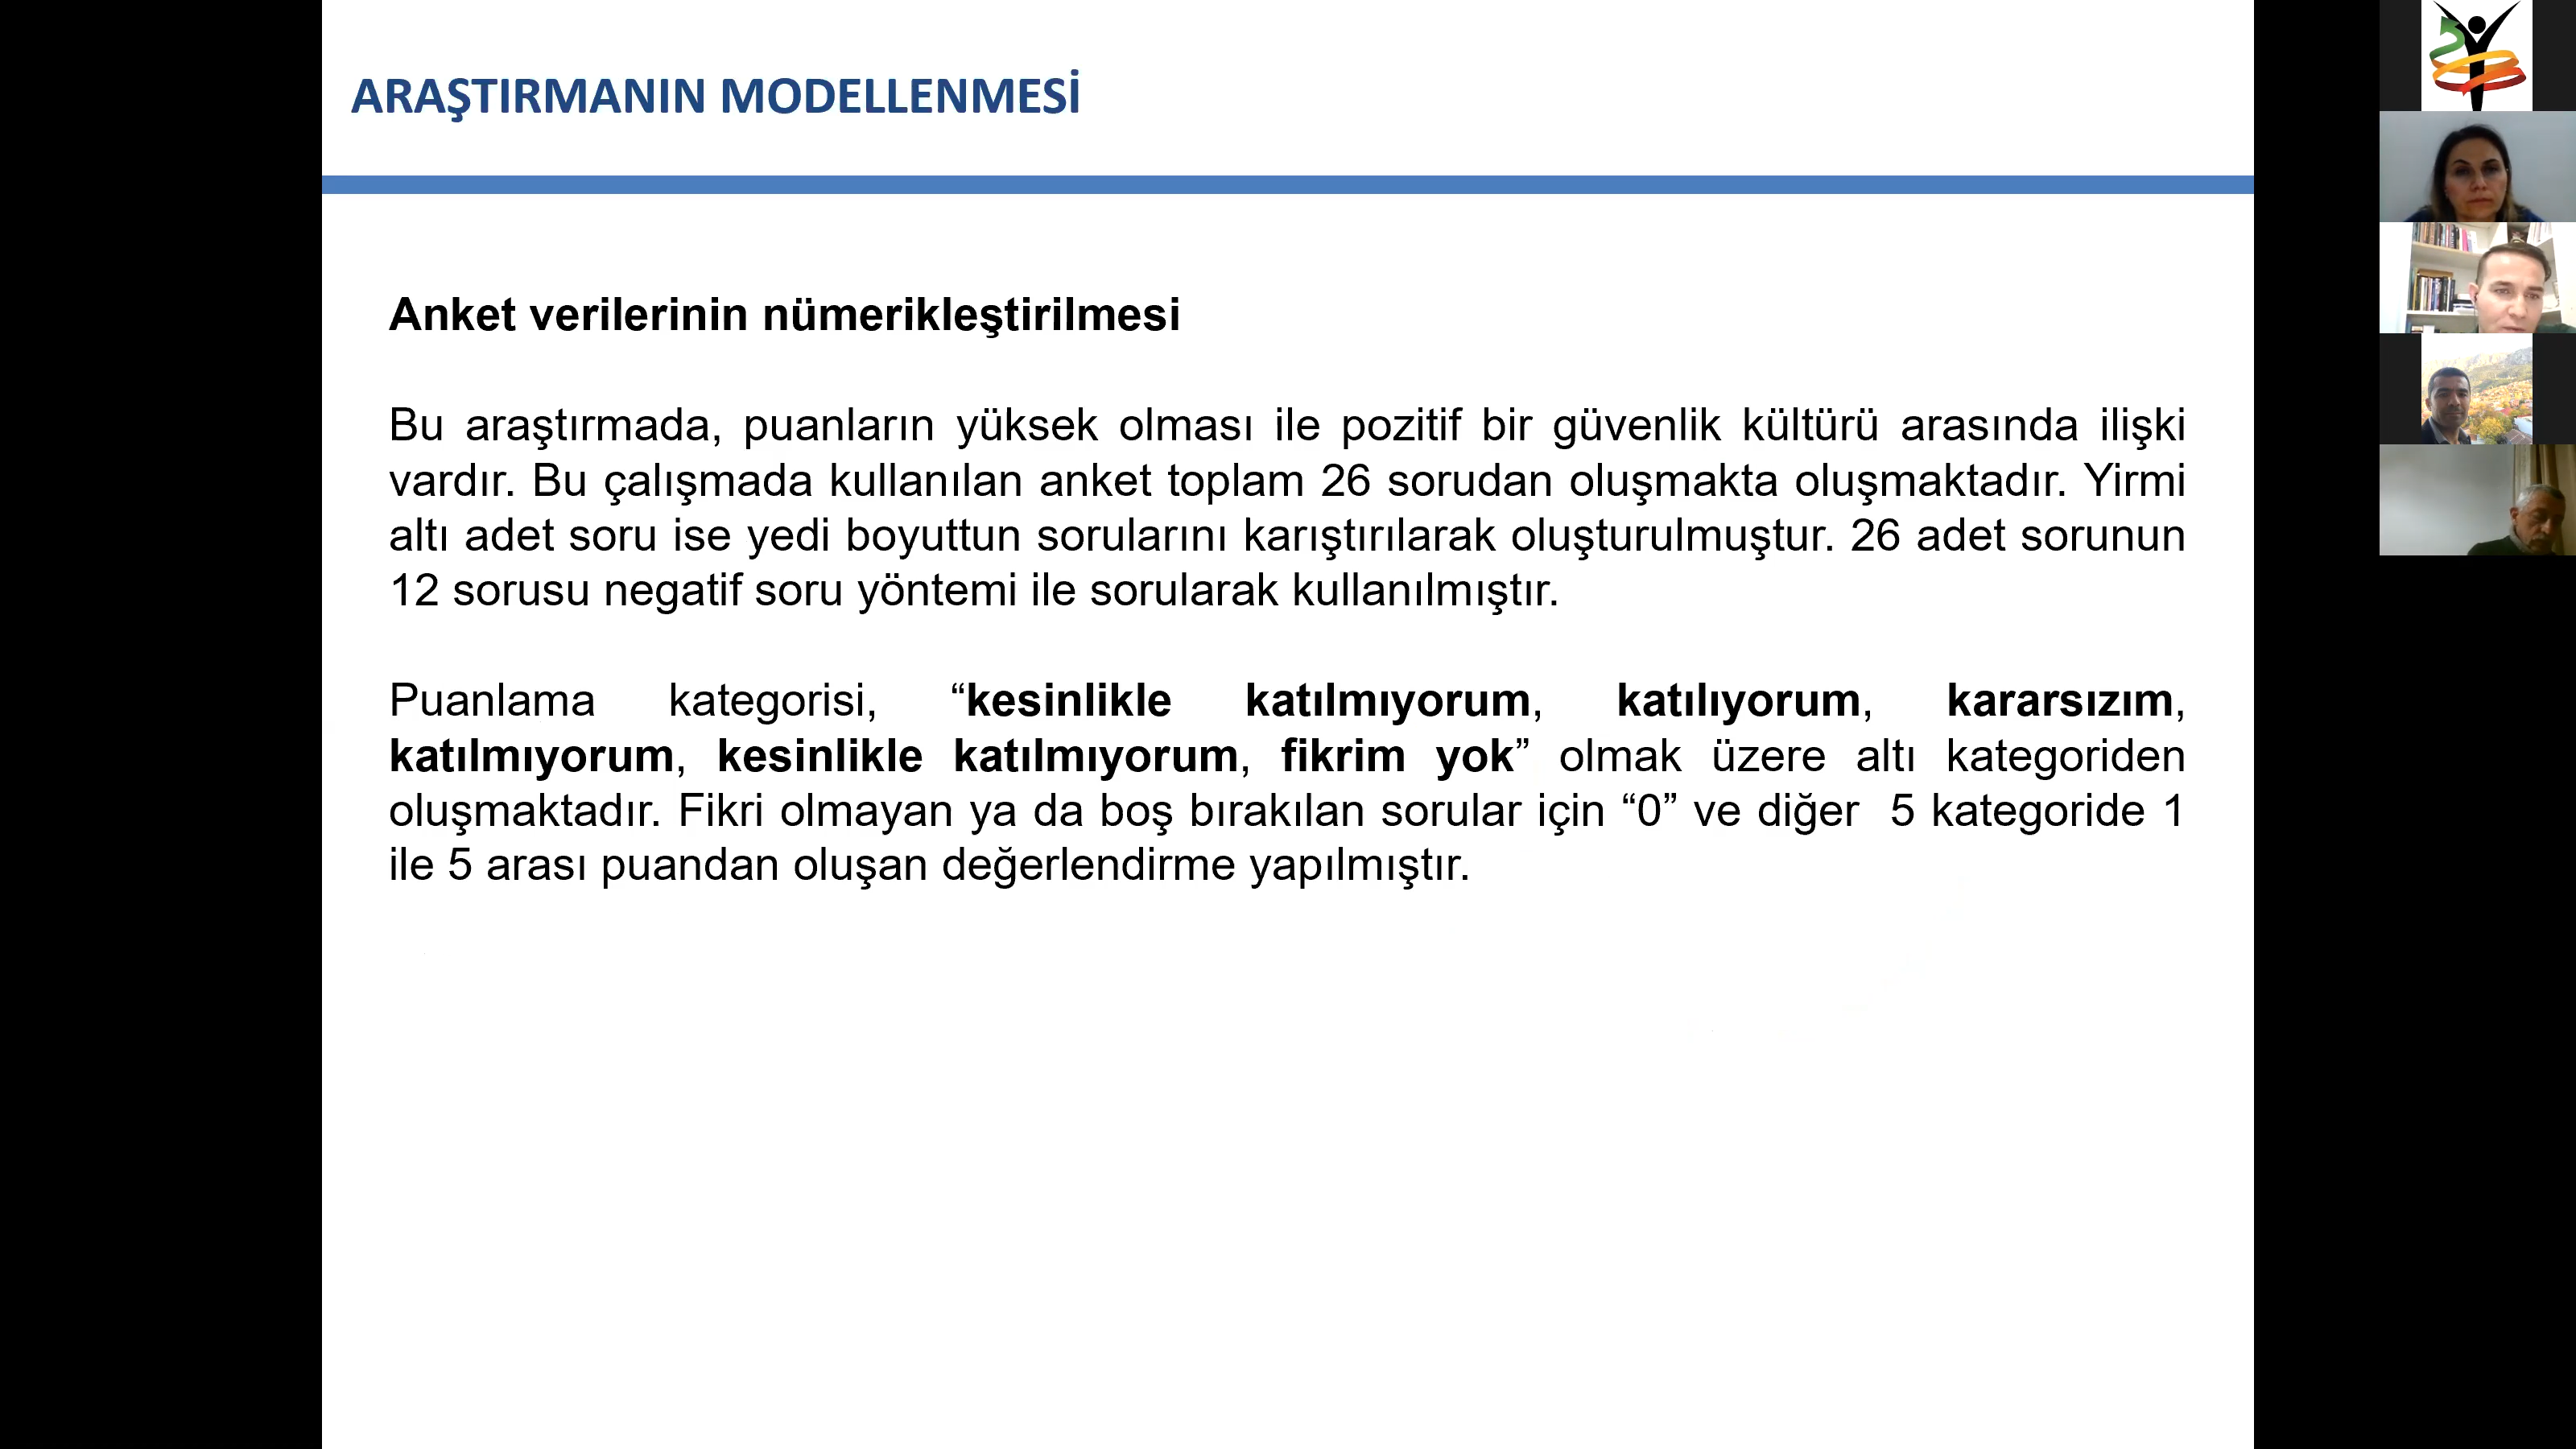 ARAŞTIRMANIN MODELLENMESİ
Anket verilerinin nümerikleştirilmesi
Bu araştırmada, puanların yüksek olması ile pozitif bir güvenlik kültürü arasında ilişki
vardır. Bu çalışmada kullanılan anket toplam 26 sorudan oluşmakta oluşmaktadır. Yirmi
altı adet soru ise yedi boyuttun sorularını karıştırılarak oluşturulmuştur. 26 adet sorunun
12 sorusu negatif soru yöntemi ile sorularak kullanılmıştır.
Puanlama kategorisi, “kesinlikle katılmıyorum, katılıyorum, kararsızım,
katılmıyorum, kesinlikle katılmıyorum, fikrim yok” olmak üzere altı kategoriden
oluşmaktadır. Fikri olmayan ya da boş bırakılan sorular için “0” ve diğer 5 kategoride 1
ile 5 arası puandan oluşan değerlendirme yapılmıştır.